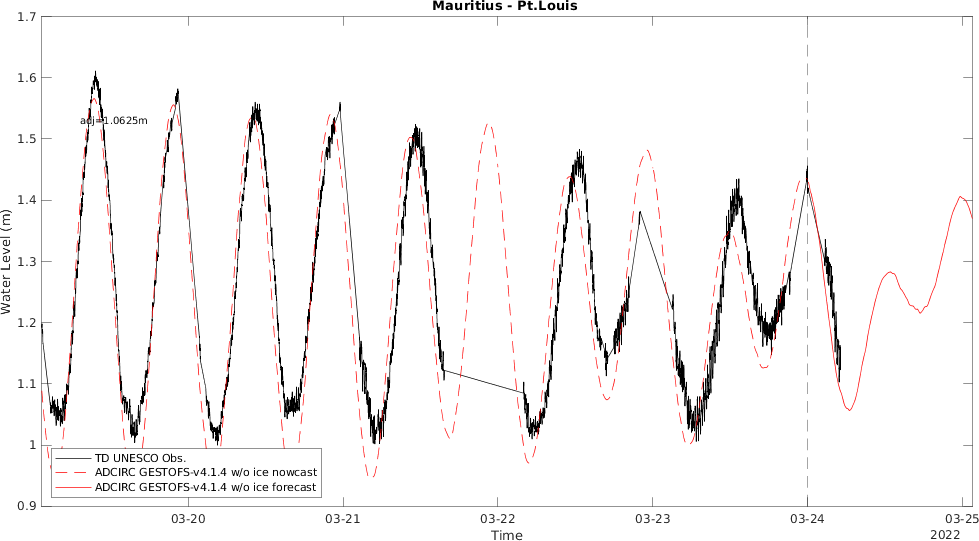 Mauritius - Pt.Louis
1.7
1.6
1.5
1.4
1.3
1.2
1.1
1
0.9
Water Level (m)
adj=1.0625m
TD UNESCO Obs.
ADCIRC GESTOFS-v4.1.4 w/o ice nowcast
ADCIRC GESTOFS-v4.1.4 w/o ice forecast
03-20 03-21 03-22 03-23 03-24 03-25
Time
2022